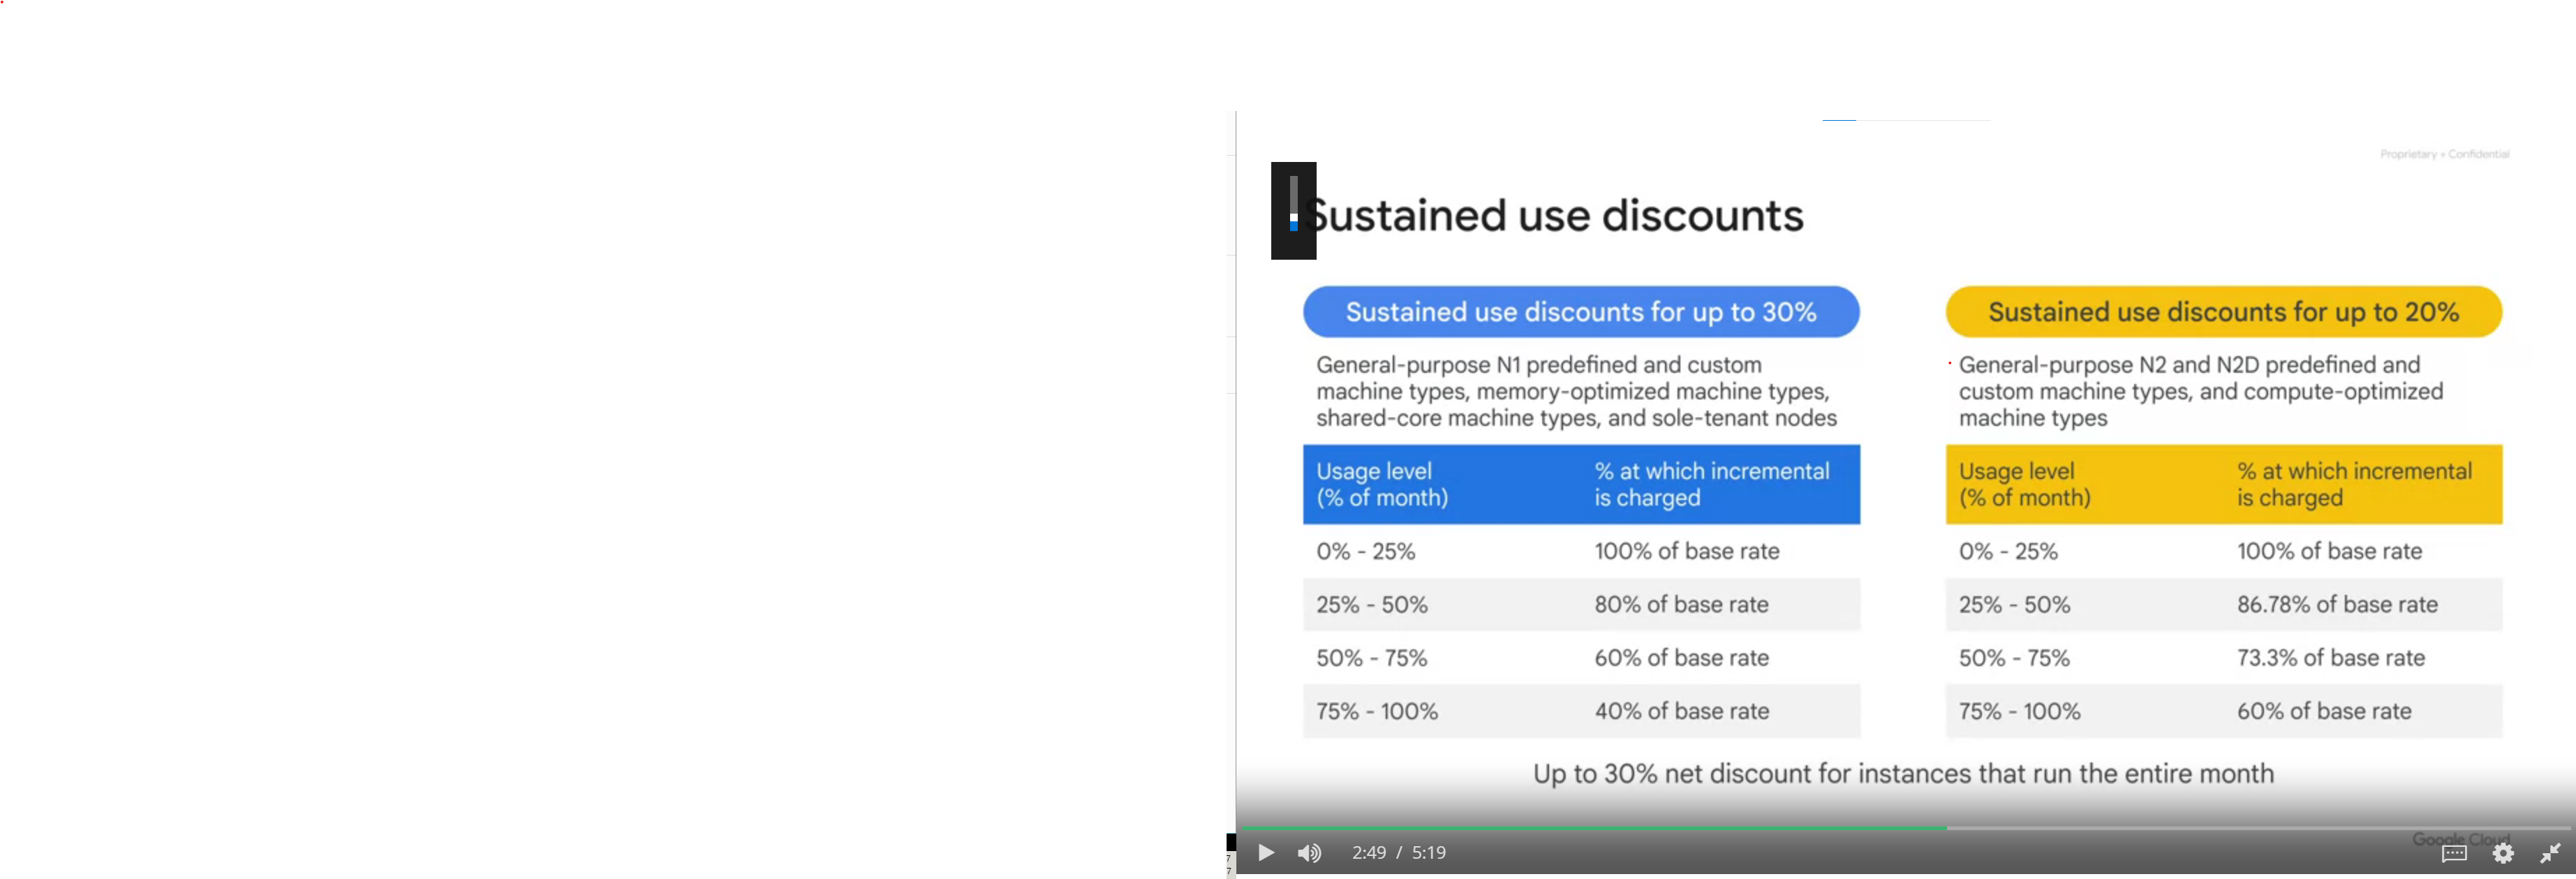 Proprietary + Confidential
Sustained use discounts
Sustained use discounts for up to 30%
General-purpose N1 predefined and custom
machine types, memory-optimized machine types,
shared-core machine types, and sole-tenant nodes
Usage level % at which incremental
(% of month) is charged
0% - 25% 100% of base rate
25% - 50% 80% of base rate
50% - 75% 60% of base rate
75% - 100% 40% of base rate
Sustained use discounts for up to 20%
General-purpose N2 and N2D predefined and
custom machine types, and compute-optimized
machine types
Usage level % at which incremental
(% of month) is charged
0% - 25% 100% of base rate
25% - 50% 86.78% of base rate
50% - 75% 73.3% of base rate
75% - 100% 60% of base rate
Up to 30% net discount for instances that run the entire month
Google Cloud
2:49 / 5:19
7
7